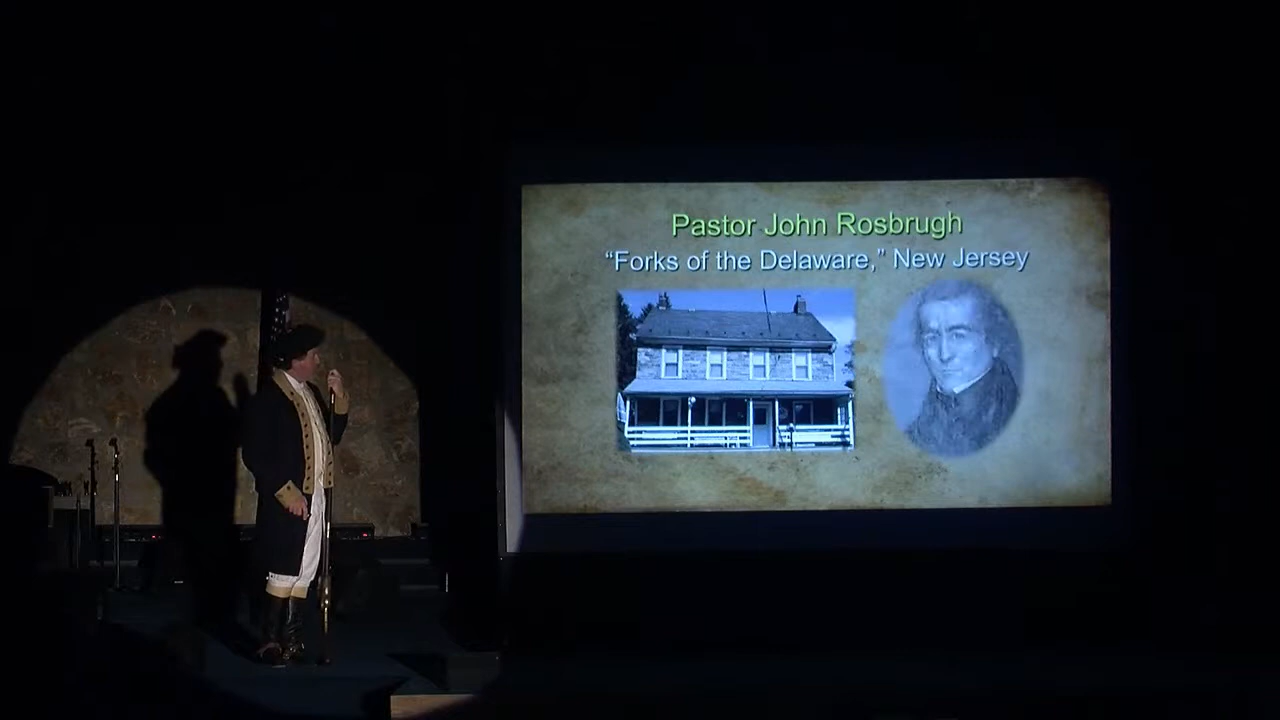 Pastor John Rosbrugh
“Forks of the Delaware,” New Jersey